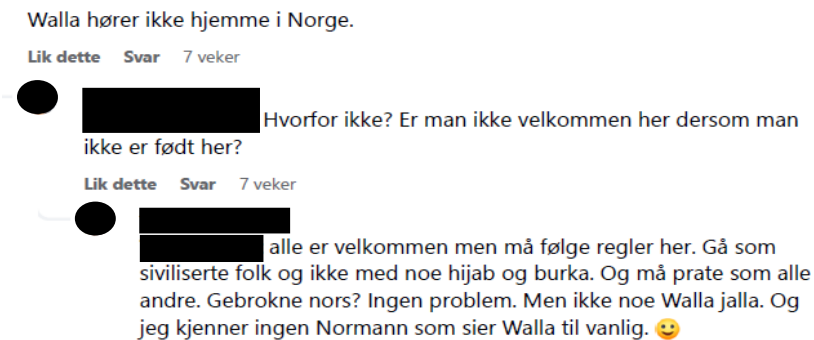 Walla hører ikke hjemme i Norge.
Lik dette Svar 7 veker
Hvorfor ikke? Er man ikke velkommen her dersom man
ikke er født her?
Lik dette Svar 7 veker
alle er velkommen men må følge regler her. Gå som
siviliserte folk og ikke med noe hijab og burka. Og må prate som alle
andre. Gebrokne nors? Ingen problem. Men ikke noe Walla jalla. Og
jeg kjenner ingen Normann som sier Walla til vanlig. 🙂